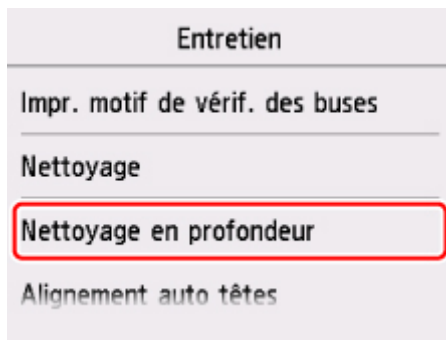 Entretien
Impr. motif de vérif. des buses
Nettoyage
Nettoyage en profondeur
Alignement auto têtes